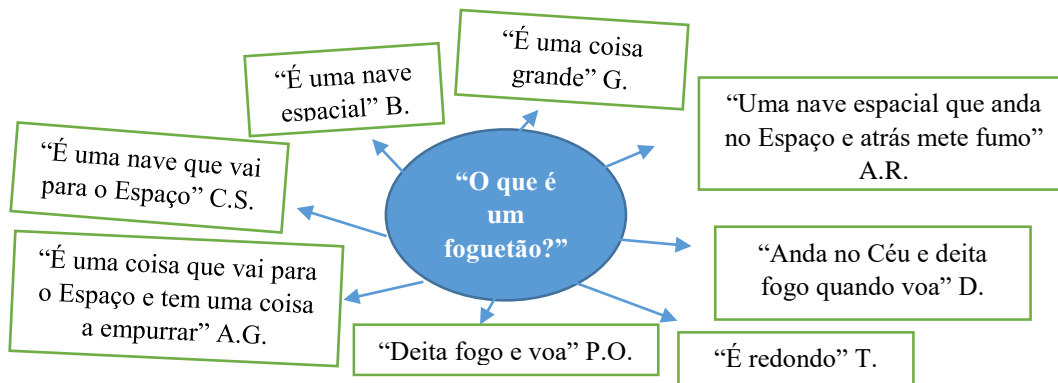 “É uma coisa
grande” G.
“É uma nave
espacial” B.
“Uma nave espacial que anda
no Espaço e atrás mete fumo”
A.R.
“É uma nave que vai
para o Espaço” C.S.
“O que é
um
foguetão?”
“É uma coisa que vai para
o Espaço e tem uma coisa
a empurrar” A.G.
“Anda no Céu e deita
fogo quando voa” D.
“Deita fogo e voa” P.O.
“É redondo” T.